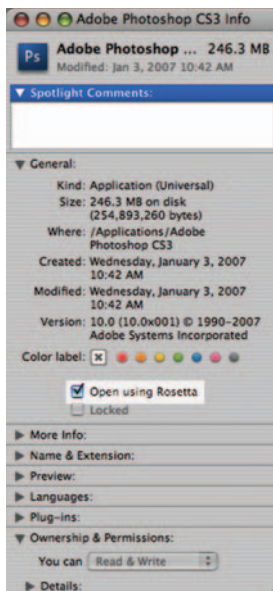 Adobe Photoshop CS3 Info
Ps
Adobe Photoshop ... 246.3 MB
Modified: Jan 3, 2007 10:42 AM
Spotlight Comments:
General:
Kind: Application (Universal)
Size: 246.3 MB on disk
(254,893,260 bytes)
Where: /Applications/Adobe
Photoshop CS3
Created: Wednesday, January 3, 2007
10:42 AM
Modified: Wednesday, January 3, 2007
10:42 AM
Version: 10.0 (10.0x001) © 1990-2007
Adobe Systems Incorporated
Color label:
Open using Rosetta
Locked
More Info:
Name & Extension:
Preview:
Languages:
Plug-ins:
Ownership & Permissions:
You can Read & Write
Details: